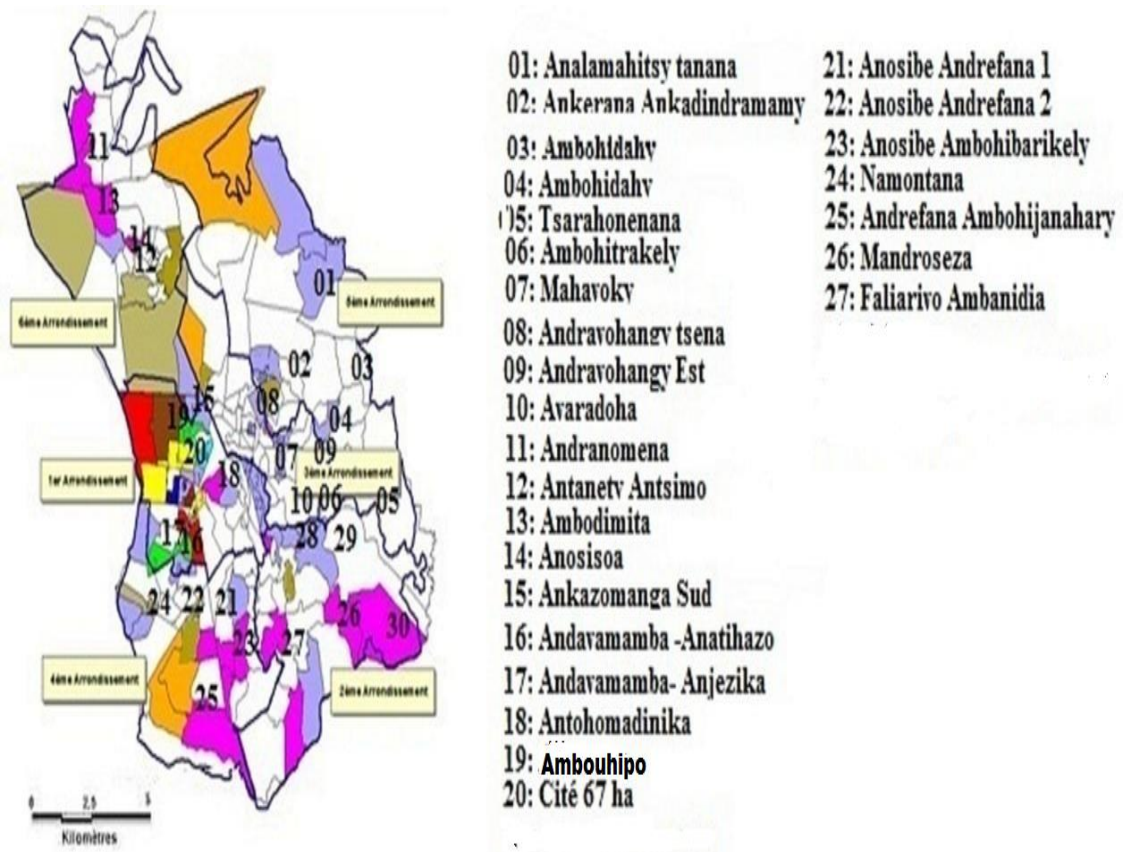 11
13
14
12
01
6ème Arrondissement
5ème Arrondissement
02
03
15
08
19
04
20
09
07
18
3ème Arrondissement
1er Arrondissement
10
06
05
17
16
28
29
24
22
21
26
30
23
27
4ème Arrondissement
2ème Arrondissement
25
0 2,5 5
Kilomètres
01: Analamahitsy tanana
02: Ankerana Ankadindramamy
03: Ambohidahy
04: Ambohidahy
05: Tsarahonenana
06: Ambohitrakely
07: Mahavoky
08: Andravohangy tsena
09: Andravohangy Est
10: Avaradoha
11: Andranomena
12: Antanety Antsimo
13: Ambodimita
14: Anosisoa
15: Ankazomanga Sud
16: Andavamamba -Anatihazo
17: Andavamamba- Anjezika
18: Antohomadinika
19: Ambouhipo
20: Cité 67 ha
21: Anosibe Andrefana 1
22: Anosibe Andrefana 2
23: Anosibe Ambohibarikely
24: Namontana
25: Andrefana Ambohijanahary
26: Mandroseza
27: Faliarivo Ambanidia